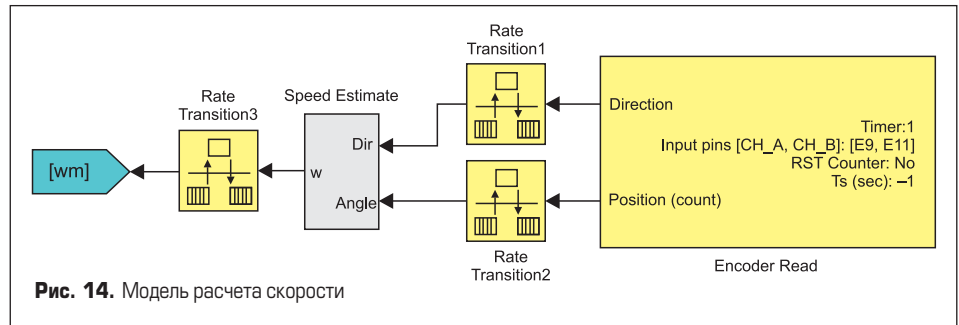 Rate
Transition1
Rate
Transition3
Speed Estimate
Direction
Timer:1
Input pins [CH_A, CH_B]: [E9, E11]
RST Counter: No
Ts (sec): –1
Dir
[wm]
w
Angle
Position (count)
Rate
Transition2
Encoder Read
Рис. 14. Модель расчета скорости